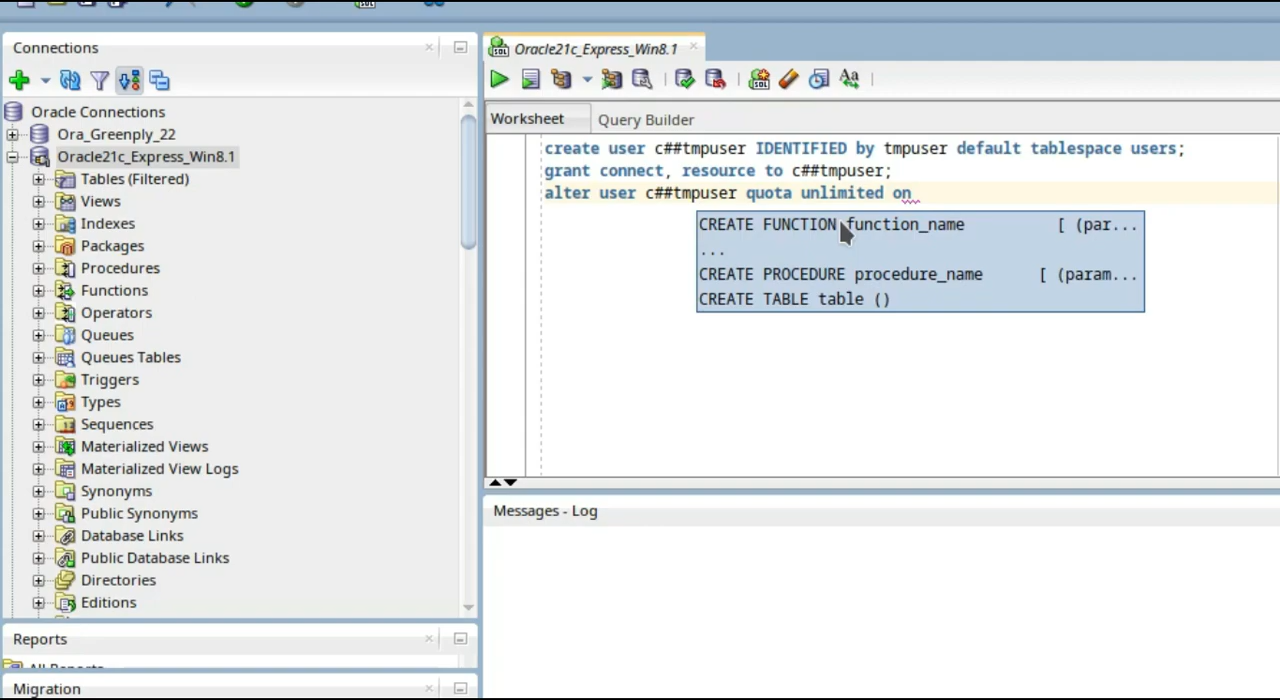 Connections
Oracle Connections
Ora_Greenply_22
Oracle21c_Express_Win8.1
Tables (Filtered)
Views
Indexes
Packages
Procedures
Functions
Operators
Queues
Queues Tables
Triggers
Types
Sequences
Materialized Views
Materialized View Logs
Synonyms
Public Synonyms
Database Links
Public Database Links
Directories
Editions
Reports
All Reports
Migration
Oracle21c_Express_Win8.1
Worksheet
Query Builder
create user c##tmpuser IDENTIFIED by tmpuser default tablespace users;
grant connect, resource to c##tmpuser;
alter user c##tmpuser quota unlimited on
CREATE FUNCTION function_name [ (par...
...
CREATE PROCEDURE procedure_name [ (param...
CREATE TABLE table ()
Messages - Log